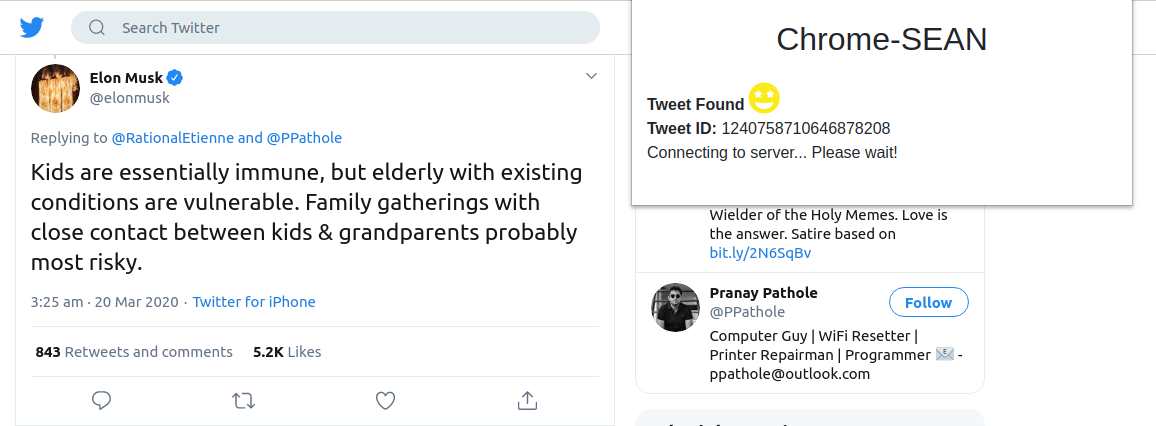 Search Twitter
Elon Musk
@elonmusk
Replying to @RationalEtienne and @PPathole
Kids are essentially immune, but elderly with existing
conditions are vulnerable. Family gatherings with
close contact between kids & grandparents probably
most risky.
3:25 am · 20 Mar 2020 · Twitter for iPhone
843 Retweets and comments 5.2K Likes
Chrome-SEAN
Tweet Found
Tweet ID: 1240758710646878208
Connecting to server... Please wait!
Wielder of the Holy Memes. Love is
the answer. Satire based on
bit.ly/2N6SqBv
Pranay Pathole
@PPathole
Follow
Computer Guy | WiFi Resetter |
Printer Repairman | Programmer 📧 -
ppathole@outlook.com